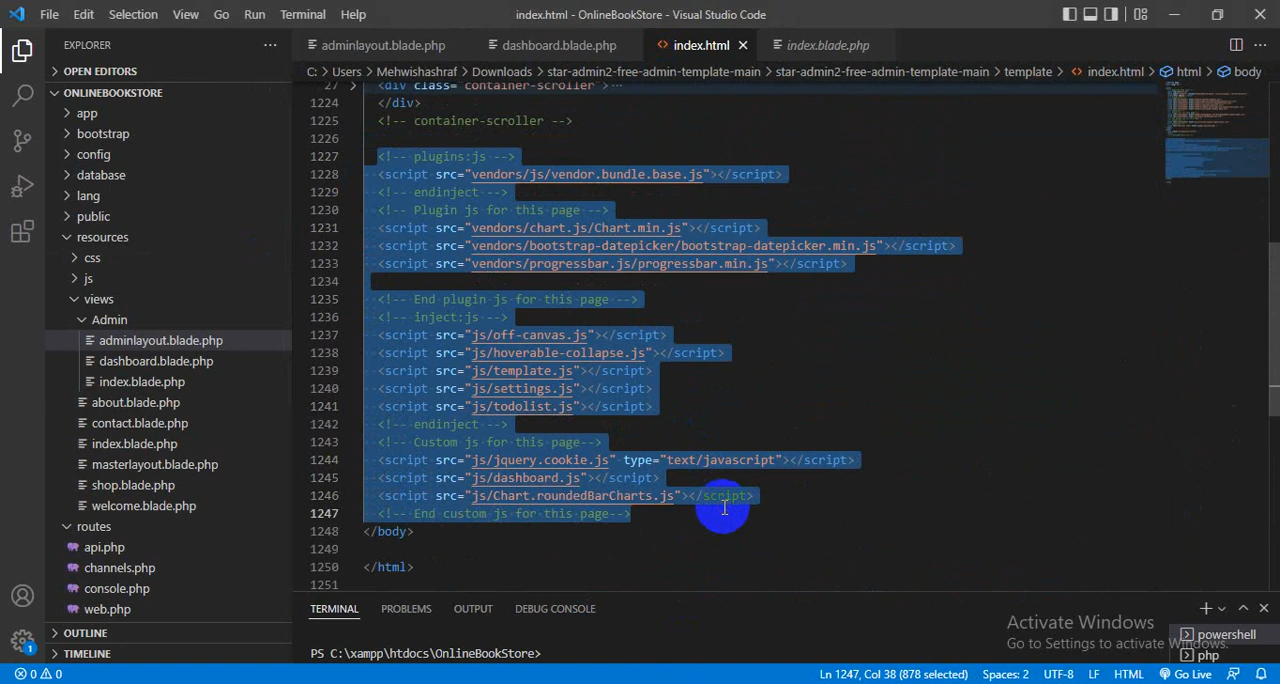 File Edit Selection View Go Run Terminal Help index.html - OnlineBookStore - Visual Studio Code
EXPLORER
adminlayout.blade.php dashboard.blade.php index.html index.blade.php
OPEN EDITORS
C: > Users > Mehwishashraf > Downloads > star-admin2-free-admin-template-main > star-admin2-free-admin-template-main > template > index.html > html > body
ONLINEBOOKSTORE
app
bootstrap
config
database
lang
public
resources
css
js
views
Admin
adminlayout.blade.php
dashboard.blade.php
index.blade.php
about.blade.php
contact.blade.php
index.blade.php
masterlayout.blade.php
shop.blade.php
welcome.blade.php
routes
api.php
channels.php
console.php
web.php
OUTLINE
TIMELINE
27 <div class="container-scroller">
1224 </div>
1225 <!-- container-scroller -->
1226
1227 <!-- plugins:js -->
1228 <script src="vendors/js/vendor.bundle.base.js"></script>
1229 <!-- endinject -->
1230 <!-- Plugin js for this page -->
1231 <script src="vendors/chart.js/Chart.min.js"></script>
1232 <script src="vendors/bootstrap-datepicker/bootstrap-datepicker.min.js"></script>
1233 <script src="vendors/progressbar.js/progressbar.min.js"></script>
1234
1235 <!-- End plugin js for this page -->
1236 <!-- inject:js -->
1237 <script src="js/off-canvas.js"></script>
1238 <script src="js/hoverable-collapse.js"></script>
1239 <script src="js/template.js"></script>
1240 <script src="js/settings.js"></script>
1241 <script src="js/todolist.js"></script>
1242 <!-- endinject -->
1243 <!-- Custom js for this page-->
1244 <script src="js/jquery.cookie.js" type="text/javascript"></script>
1245 <script src="js/dashboard.js"></script>
1246 <script src="js/Chart.roundedBarCharts.js"></script>
1247 <!-- End custom js for this page-->
1248 </body>
1249
1250 </html>
1251
TERMINAL PROBLEMS OUTPUT DEBUG CONSOLE
PS C:\xampp\htdocs\OnlineBookStore>
powershell
php
Activate Windows
Go to Settings to activate Windows.
1
0 0 Ln 1247, Col 38 (878 selected) Spaces: 2 UTF-8 LF HTML Go Live